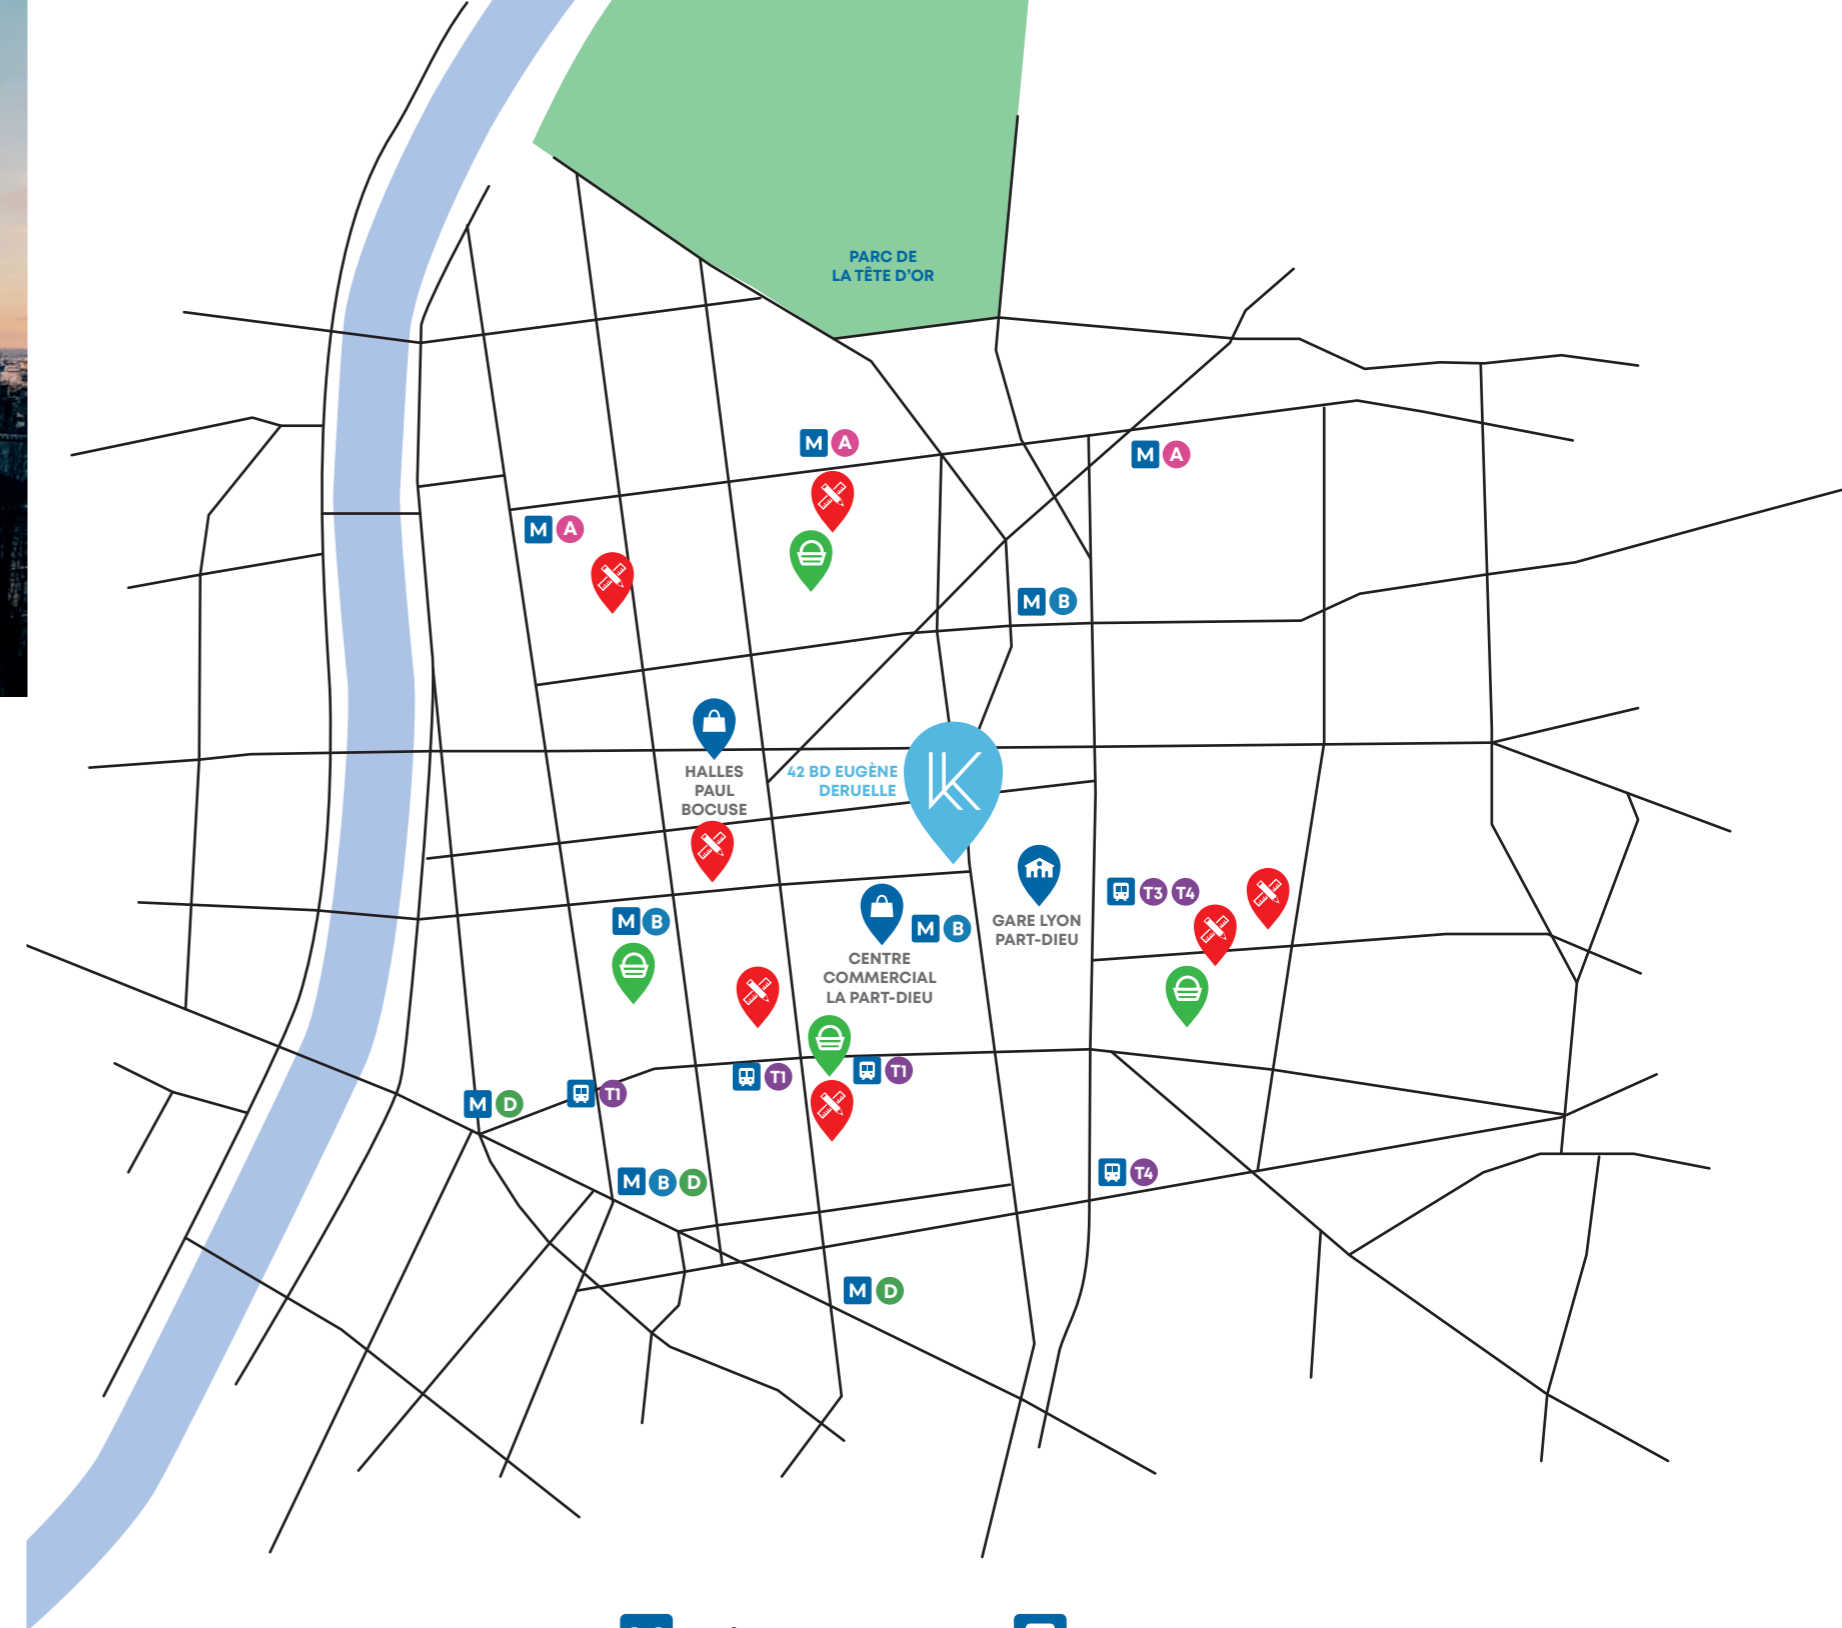 PARC DE
LA TÊTE D'OR
M A
M A
M A
M B
HALLES
PAUL
BOCUSE
42 BD EUGÈNE
DERUELLE
K
T3 T4
M B
M B
GARE LYON
PART-DIEU
CENTRE
COMMERCIAL
LA PART-DIEU
T1
T1
T1
M D
M B D
T4
M D